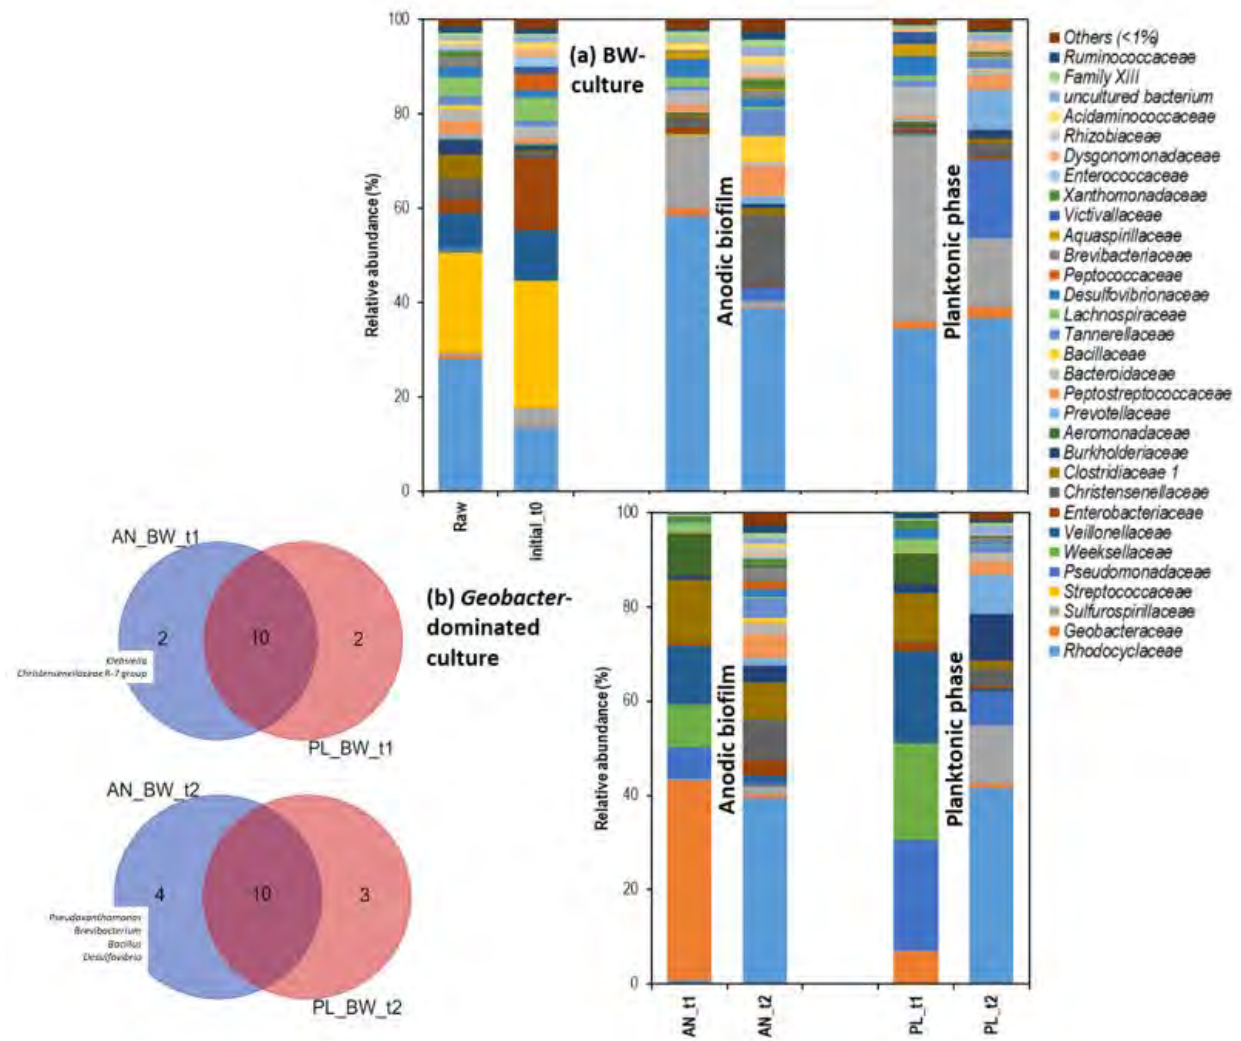 100
80
60
40
20
0
Relative abundance (%)
(a) BW-
culture
Anodic biofilm
Planktonic phase
Raw
initial_t0
Others (<1%)
Ruminococcaceae
Family XIII
uncultured bacterium
Acidaminococcaceae
Rhizobiaceae
Dysgonomonadaceae
Enterococcaceae
Xanthomonadaceae
Victivallaceae
Aquaspirillaceae
Brevibacteriaceae
Peptococcaceae
Desulfovibrionaceae
Lachnospiraceae
Tannerellaceae
Bacillaceae
Bacteroidaceae
Peptostreptococcaceae
Prevotellaceae
Aeromonadaceae
Burkholderiaceae
Clostridiaceae 1
Christensenellaceae
Enterobacteriaceae
Veillonellaceae
Weeksellaceae
Pseudomonadaceae
Streptococcaceae
Sulfurospirillaceae
Geobacteraceae
Rhodocyclaceae
AN_BW_t1
2
10
2
Klebsiella
Christensenellaceae R-7 group
PL_BW_t1
AN_BW_t2
4
10
3
Pseudoxanthomonas
Brevibacterium
Bacillus
Desulfovibrio
PL_BW_t2
(b) Geobacter-
dominated
culture
100
80
60
40
20
0
Relative abundance (%)
Anodic biofilm
Planktonic phase
AN_t1
AN_t2
PL_t1
PL_t2